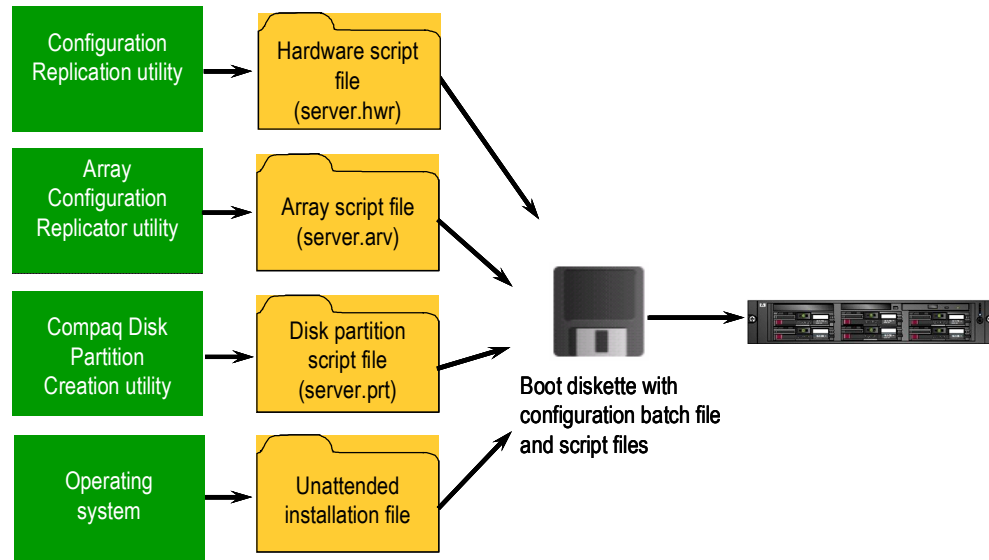 Configuration
Replication utility
Hardware script
file
(server.hwr)
Array
Configuration
Replicator utility
Array script file
(server.arv)
Compaq Disk
Partition
Creation utility
Disk partition
script file
(server.prt)
Boot diskette with
configuration batch file
and script files
Operating
system
Unattended
installation file